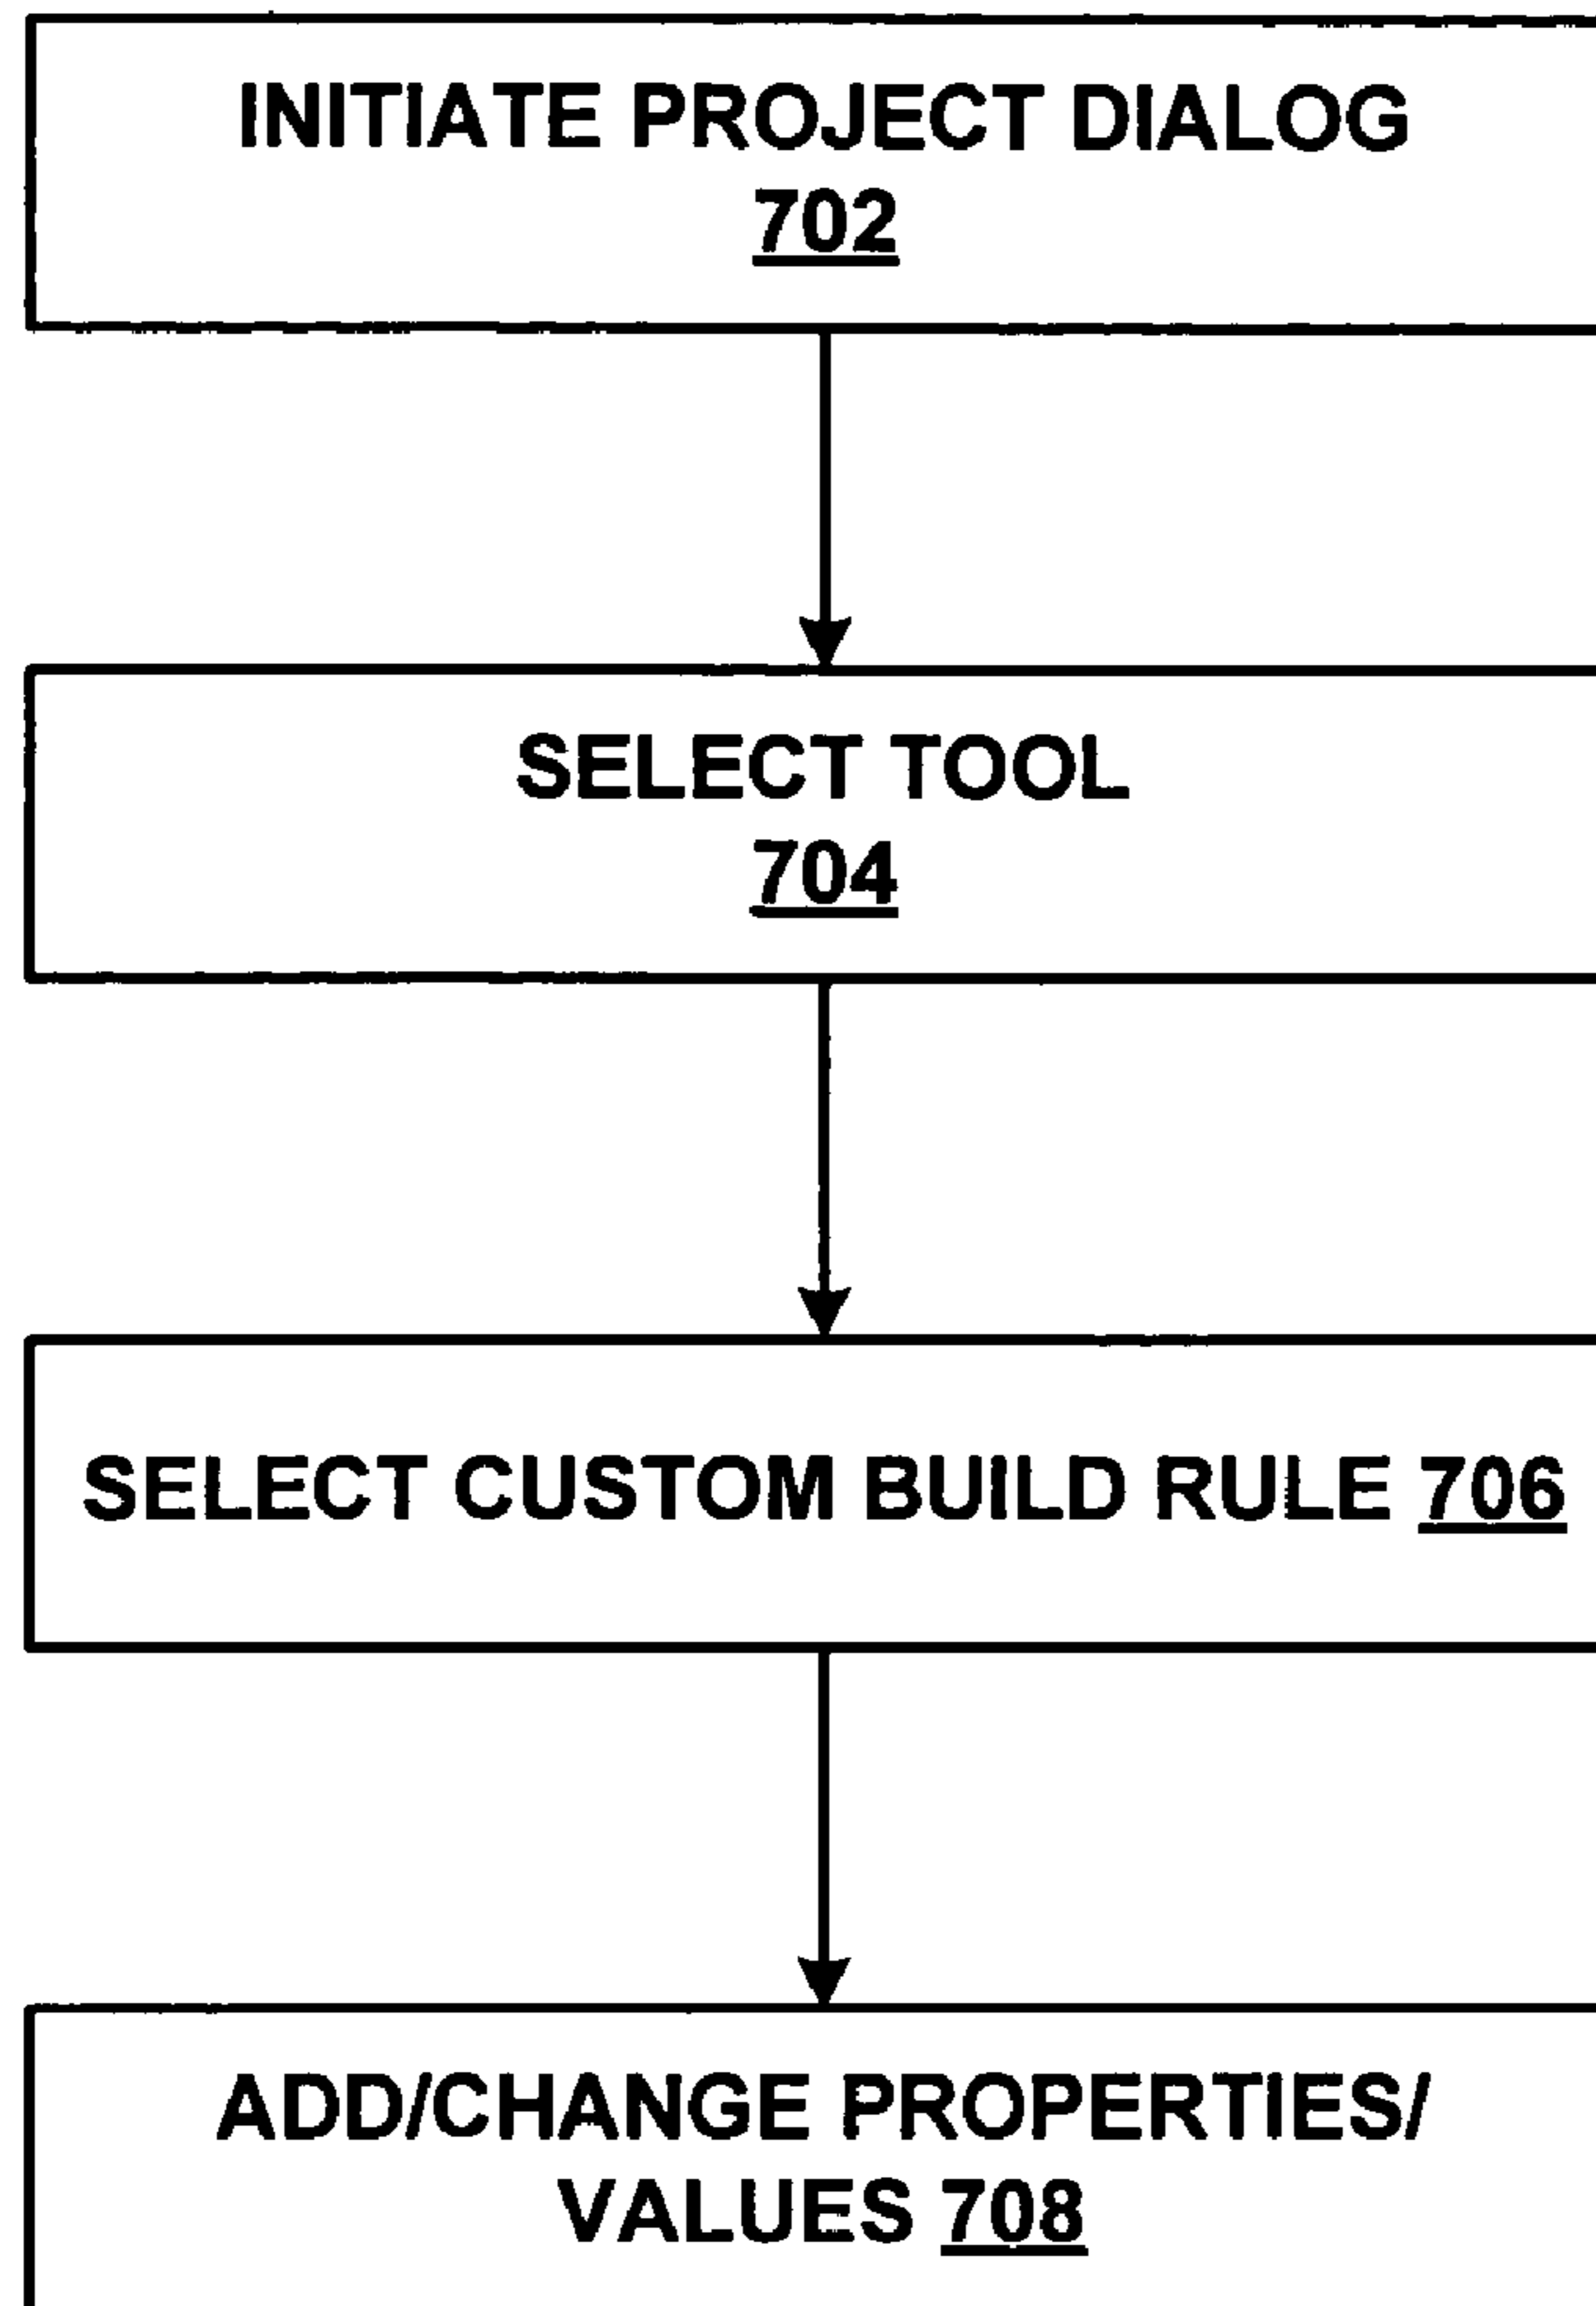 INITIATE PROJECT DIALOG
702
SELECT TOOL
704
SELECT CUSTOM BUILD RULE 706
ADD/CHANGE PROPERTIES/
VALUES 708